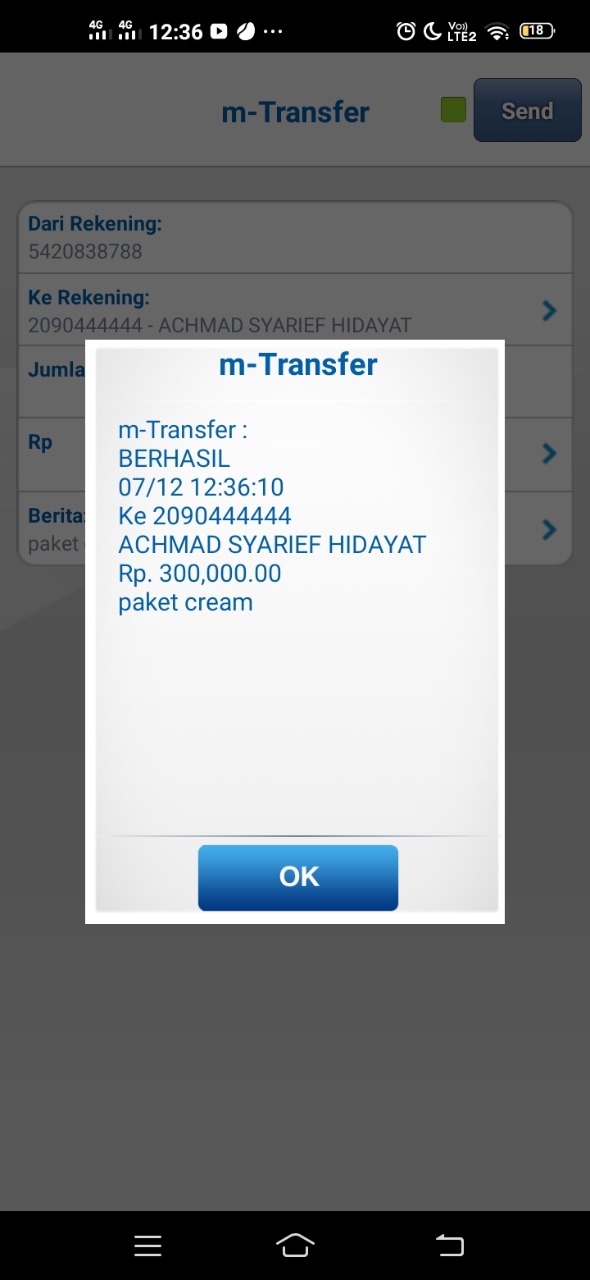 4G 4G 12:36 Vo)) LTE2 18
m-Transfer
Send
Dari Rekening:
5420838788
Ke Rekening:
2090444444 - ACHMAD SYARIEF HIDAYAT
Jumla
Rp
Berita:
paket
m-Transfer
m-Transfer :
BERHASIL
07/12 12:36:10
Ke 2090444444
ACHMAD SYARIEF HIDAYAT
Rp. 300,000.00
paket cream
OK